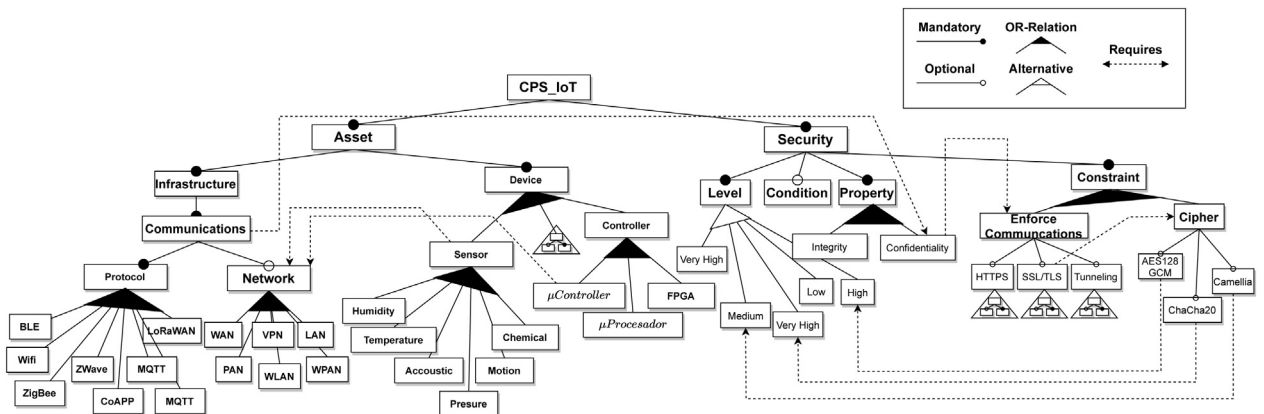 Mandatory
OR-Relation
Requires
Optional
Alternative
CPS_IoT
Asset
Security
Infrastructure
Device
Level
Condition
Property
Constraint
Communications
Controller
Enforce
Communcations
Cipher
Sensor
Integrity
Confidentiality
Very High
Protocol
Network
HTTPS
SSL/TLS
Tunneling
AES128
GCM
Camellia
μController
FPGA
Low
High
Humidity
μProcesador
Medium
Very High
ChaCha20
BLE
LoRaWAN
WAN
VPN
LAN
Temperature
Chemical
Wifi
ZWave
MQTT
PAN
WLAN
WPAN
Accoustic
Motion
ZigBee
CoAPP
MQTT
Presure